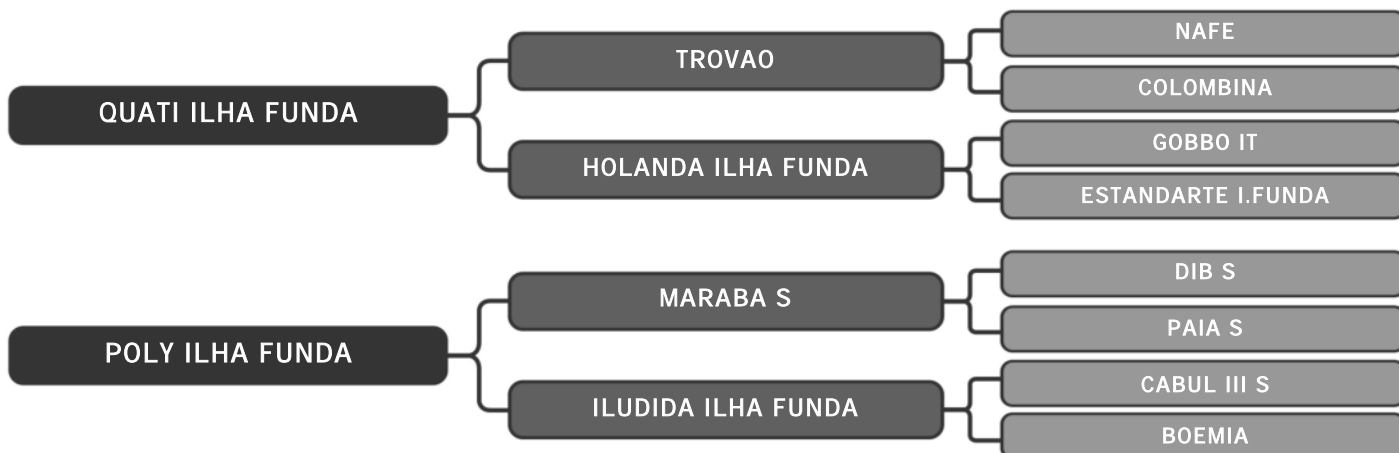 NAFE
TROVAO
COLOMBINA
QUATI ILHA FUNDA
GOBBO IT
HOLANDA ILHA FUNDA
ESTANDARTE I.FUNDA
DIB S
MARABA S
PAIA S
POLY ILHA FUNDA
CABUL III S
ILUDIDA ILHA FUNDA
BOEMIA